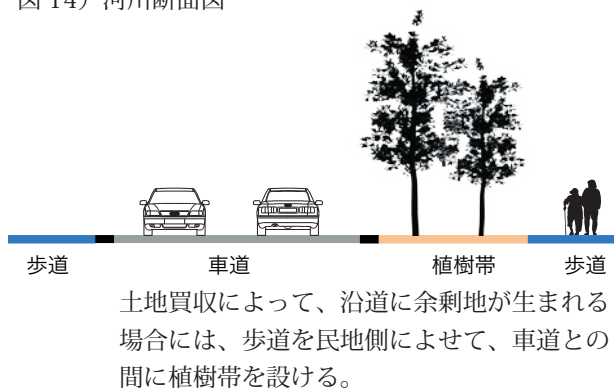 図 14）河川断面図
歩道　車道　植樹帯　歩道
土地買収によって、沿道に余剰地が生まれる
場合には、歩道を民地側によせて、車道との
間に植樹帯を設ける。